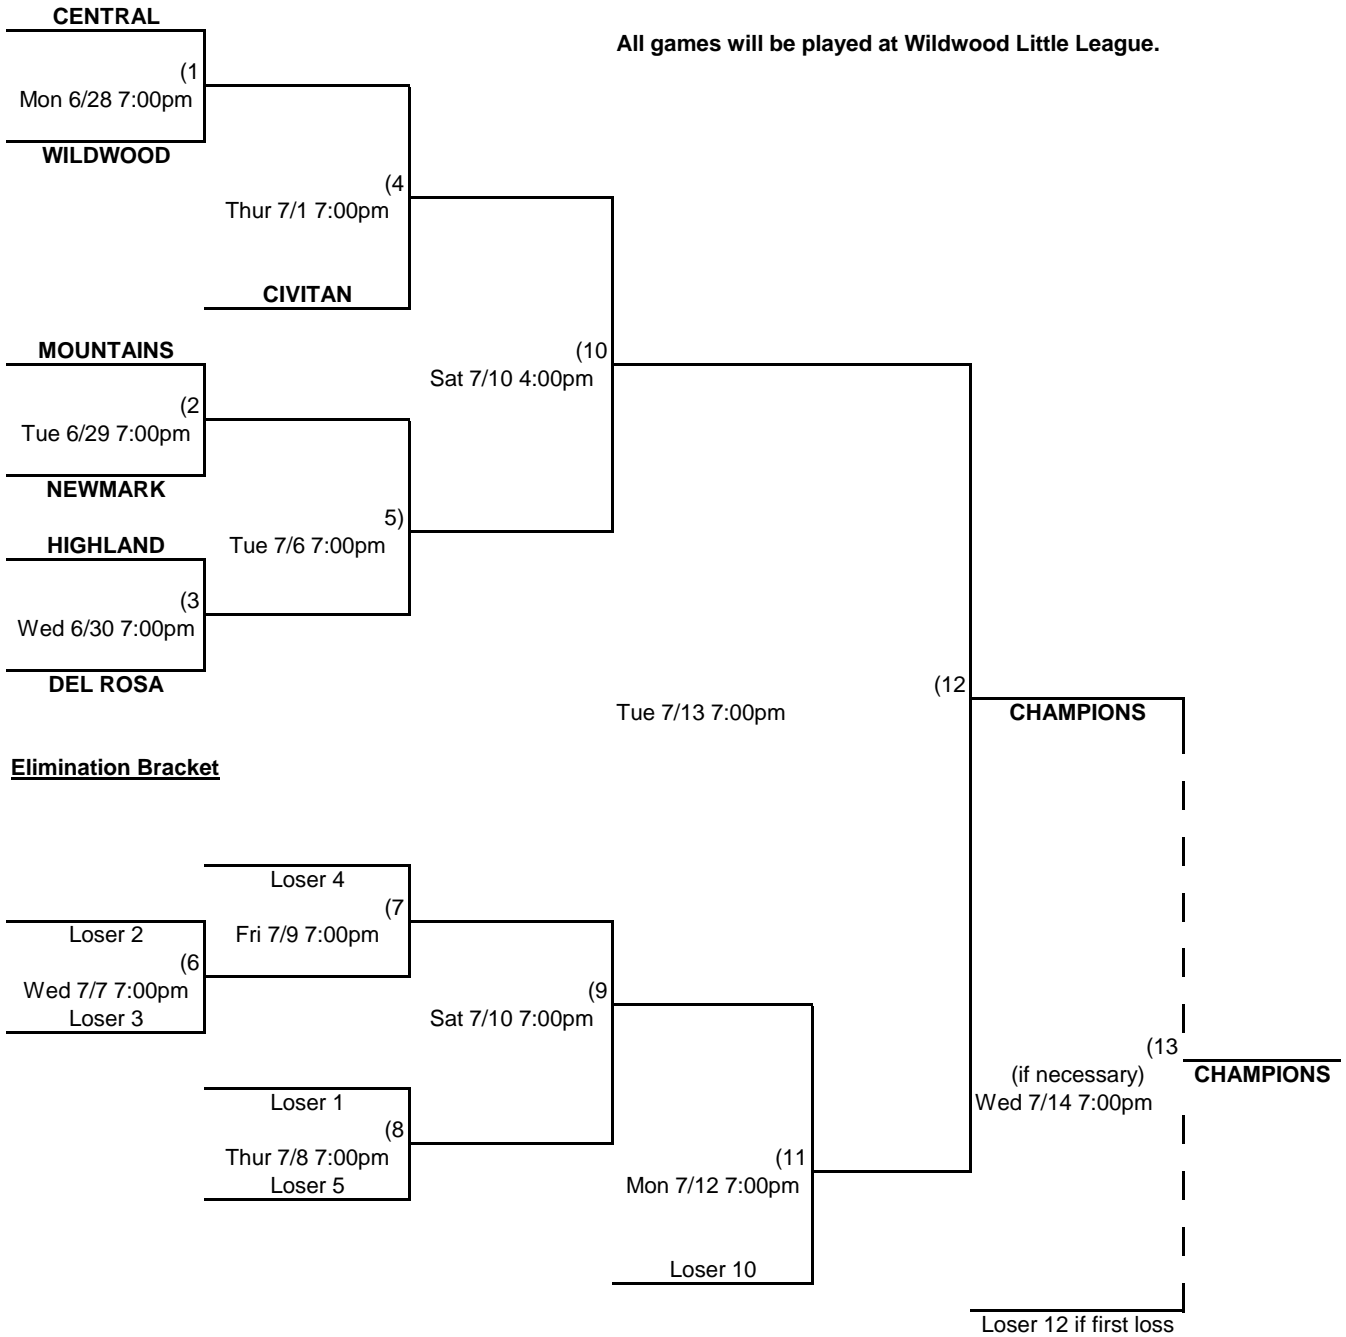 CENTRAL
All games will be played at Wildwood Little League.
(1
Mon 6/28 7:00pm
WILDWOOD
(4
Thur 7/1 7:00pm
CIVITAN
MOUNTAINS
(10
Sat 7/10 4:00pm
(2
Tue 6/29 7:00pm
NEWMARK
5)
HIGHLAND
Tue 7/6 7:00pm
(3
Wed 6/30 7:00pm
DEL ROSA
(12
Tue 7/13 7:00pm
CHAMPIONS
Elimination Bracket
Loser 4
(7
Loser 2
Fri 7/9 7:00pm
(6
Wed 7/7 7:00pm
(9
Loser 3
Sat 7/10 7:00pm
(13
(if necessary)
CHAMPIONS
Loser 1
Wed 7/14 7:00pm
(8
Thur 7/8 7:00pm
(11
Loser 5
Mon 7/12 7:00pm
Loser 10
Loser 12 if first loss